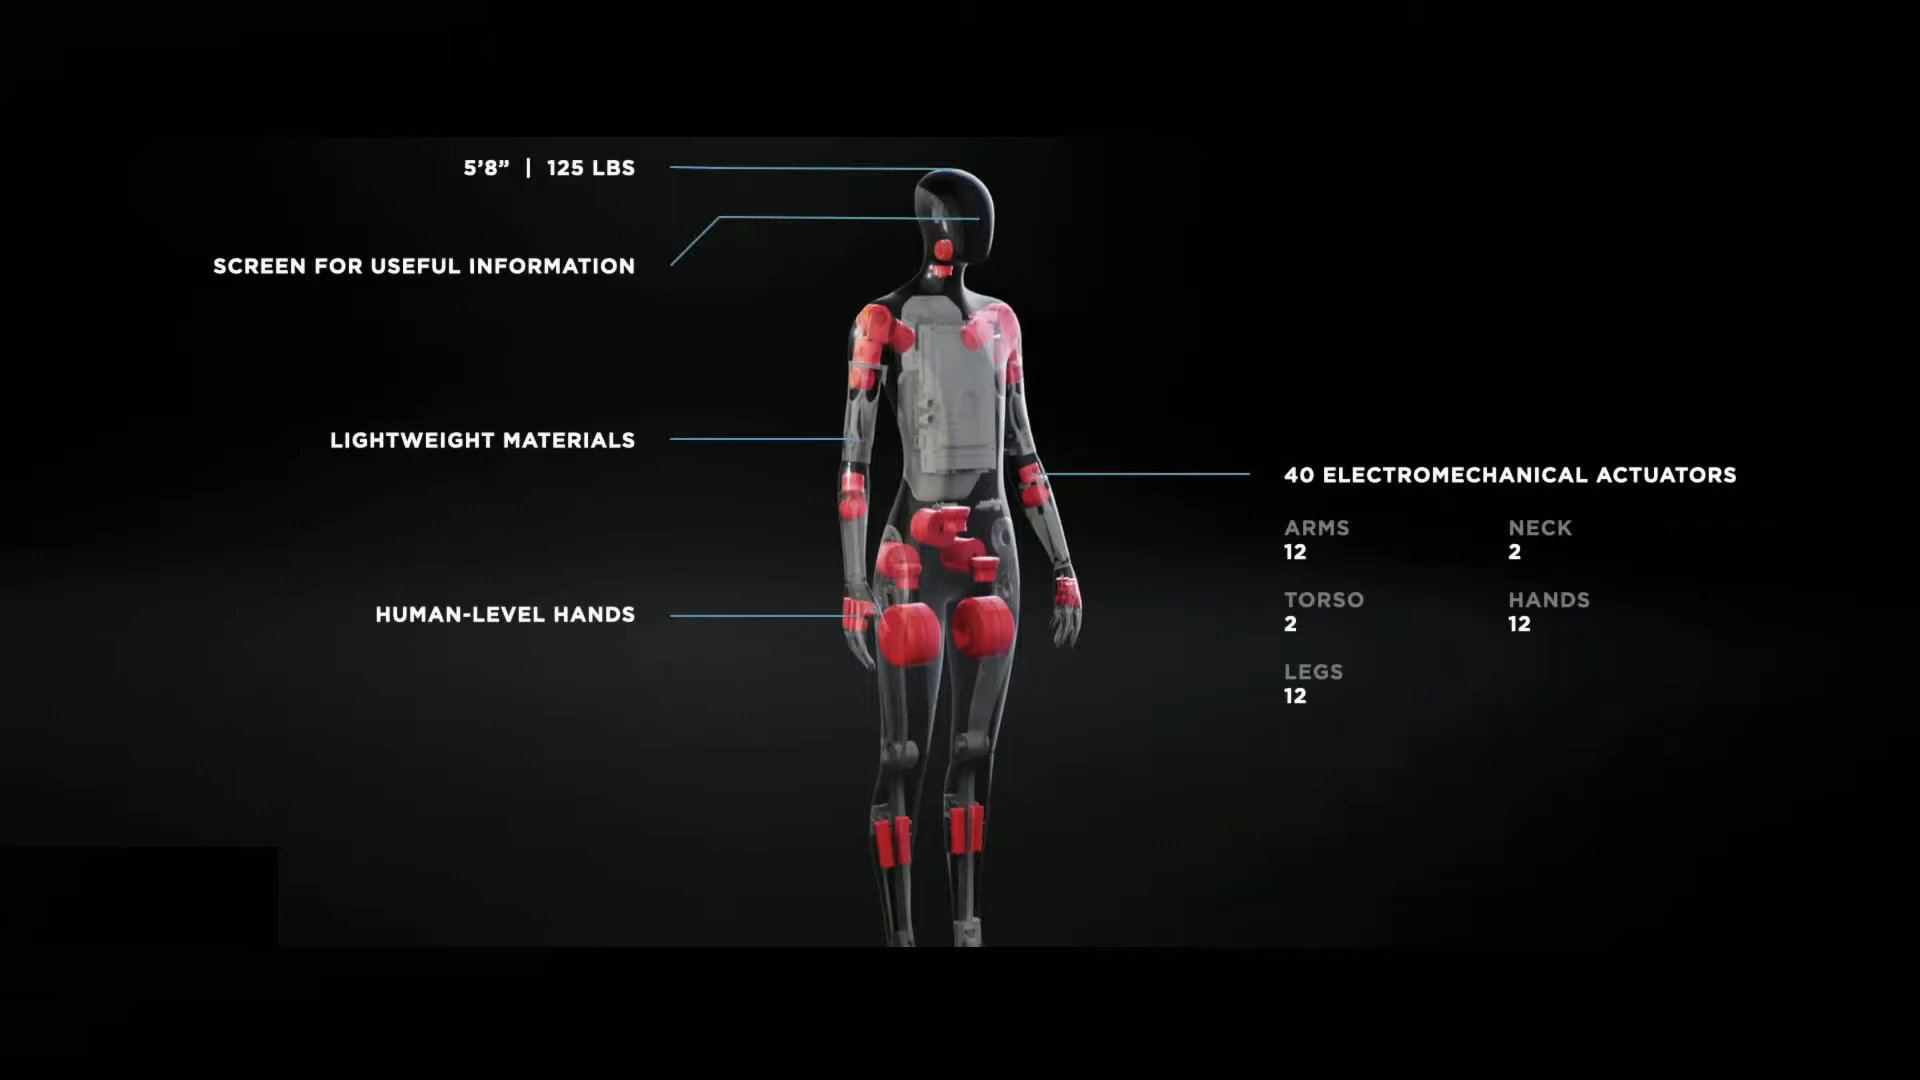 5’8” | 125 LBS
SCREEN FOR USEFUL INFORMATION
LIGHTWEIGHT MATERIALS
HUMAN-LEVEL HANDS
40 ELECTROMECHANICAL ACTUATORS
ARMS
12
NECK
2
TORSO
2
HANDS
12
LEGS
12